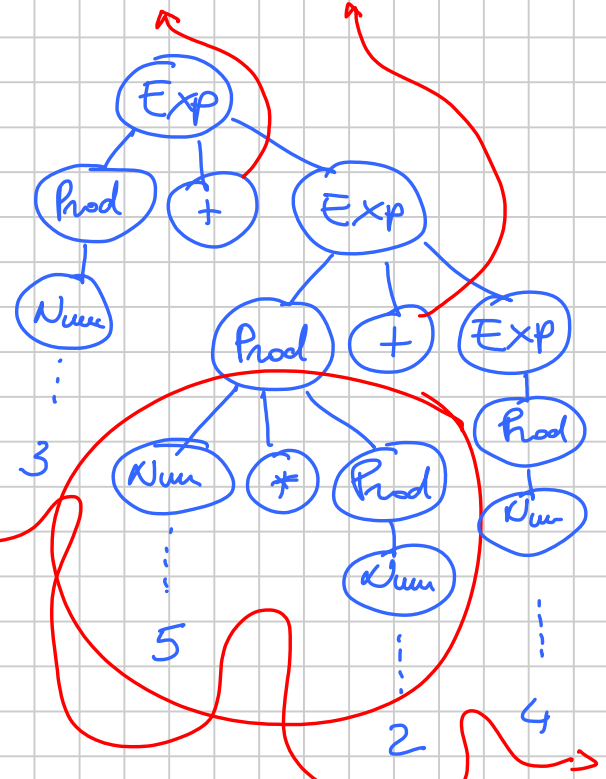 Exp
Prod + Exp
Num Prod + Exp
3 Num * Prod Prod
Num Num
5 2 4